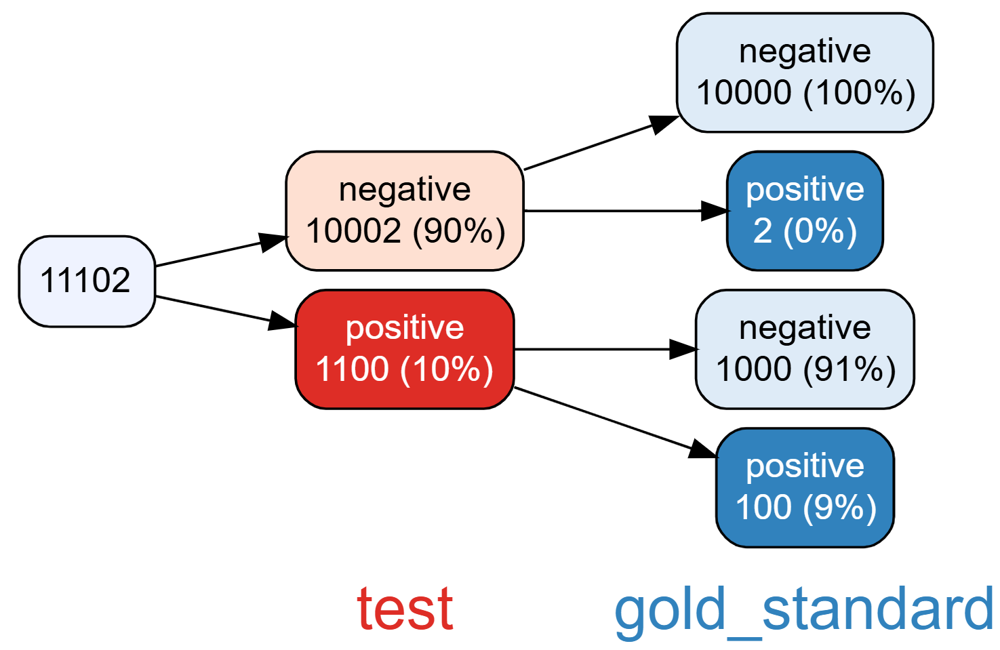 11102
negative
10002 (90%)
positive
1100 (10%)
negative
10000 (100%)
positive
2 (0%)
negative
1000 (91%)
positive
100 (9%)
test
gold_standard